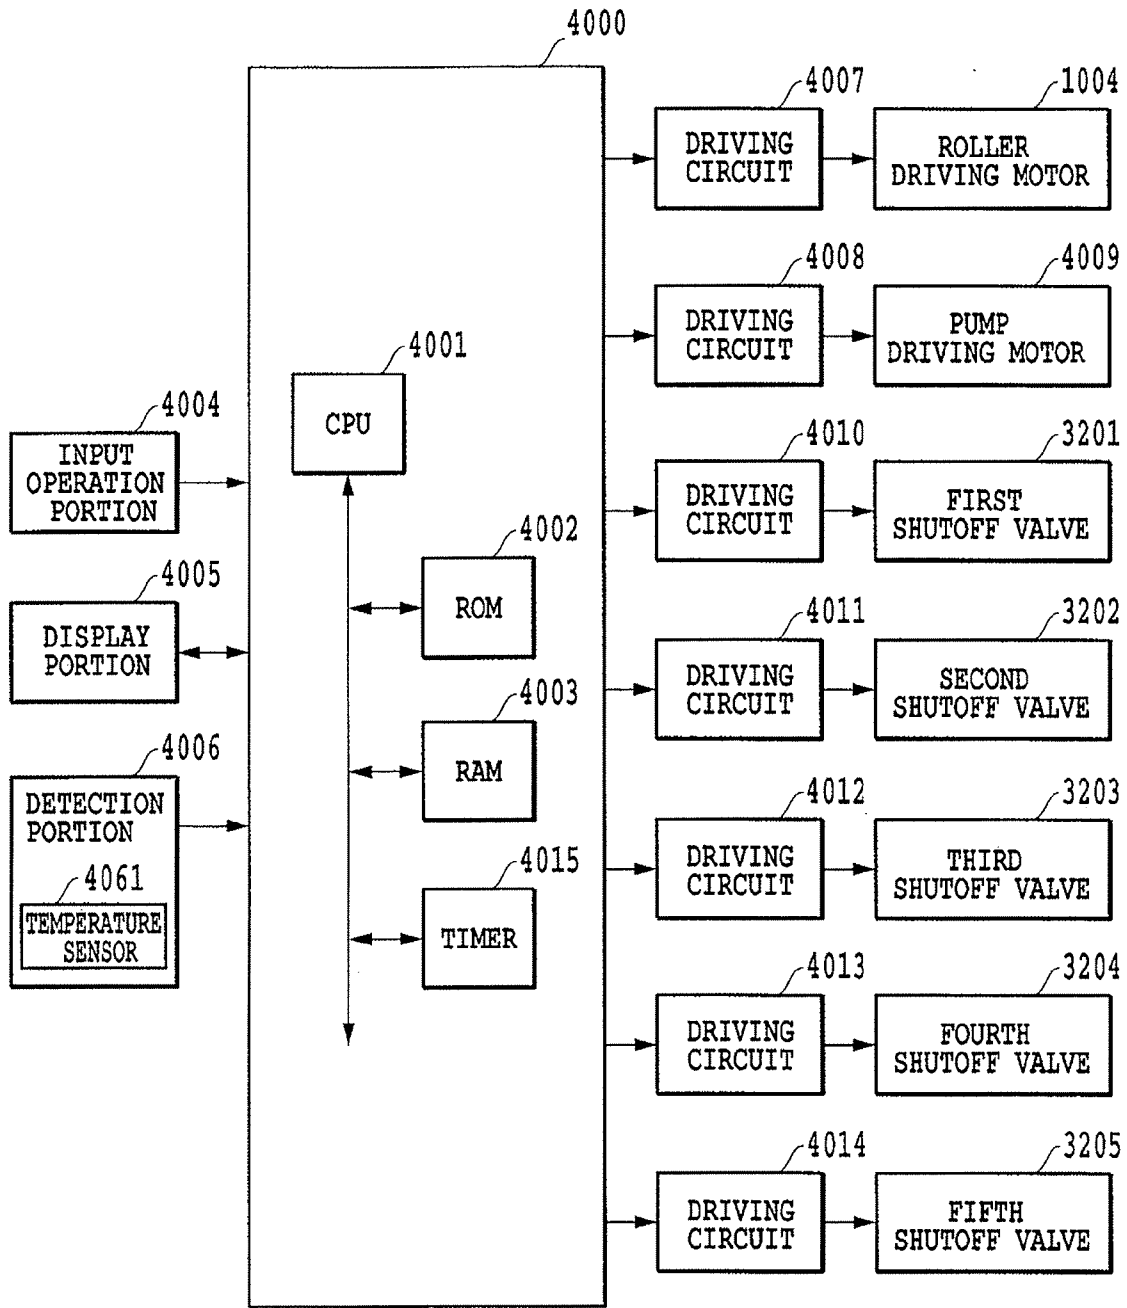 4000
4007
DRIVING
CIRCUIT
1004
ROLLER
DRIVING MOTOR
4008
DRIVING
CIRCUIT
4009
PUMP
DRIVING MOTOR
4001
CPU
4004
INPUT
OPERATION
PORTION
4010
DRIVING
CIRCUIT
3201
FIRST
SHUTOFF VALVE
4002
ROM
4005
DISPLAY
PORTION
4011
DRIVING
CIRCUIT
3202
SECOND
SHUTOFF VALVE
4003
RAM
4006
DETECTION
PORTION
4061
TEMPERATURE
SENSOR
4012
DRIVING
CIRCUIT
3203
THIRD
SHUTOFF VALVE
4015
TIMER
4013
DRIVING
CIRCUIT
3204
FOURTH
SHUTOFF VALVE
4014
DRIVING
CIRCUIT
3205
FIFTH
SHUTOFF VALVE